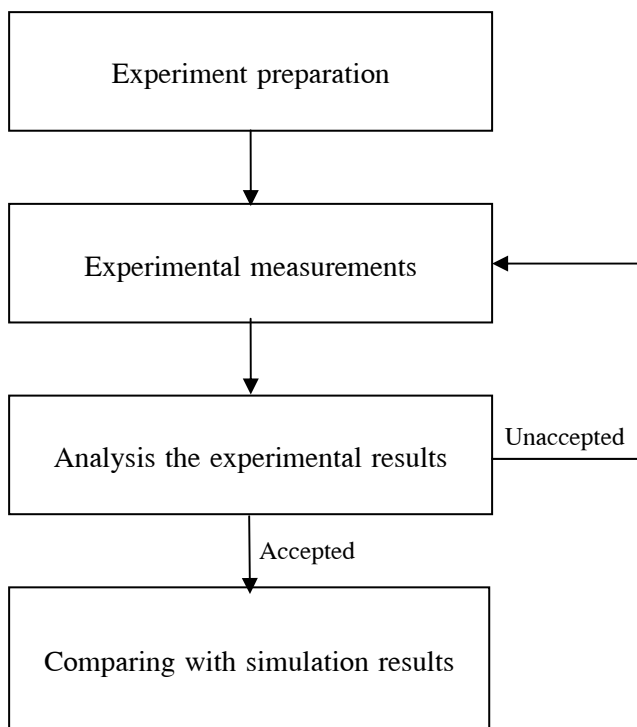 Experiment preparation
Experimental measurements
Analysis the experimental results
Unaccepted
Accepted
Comparing with simulation results